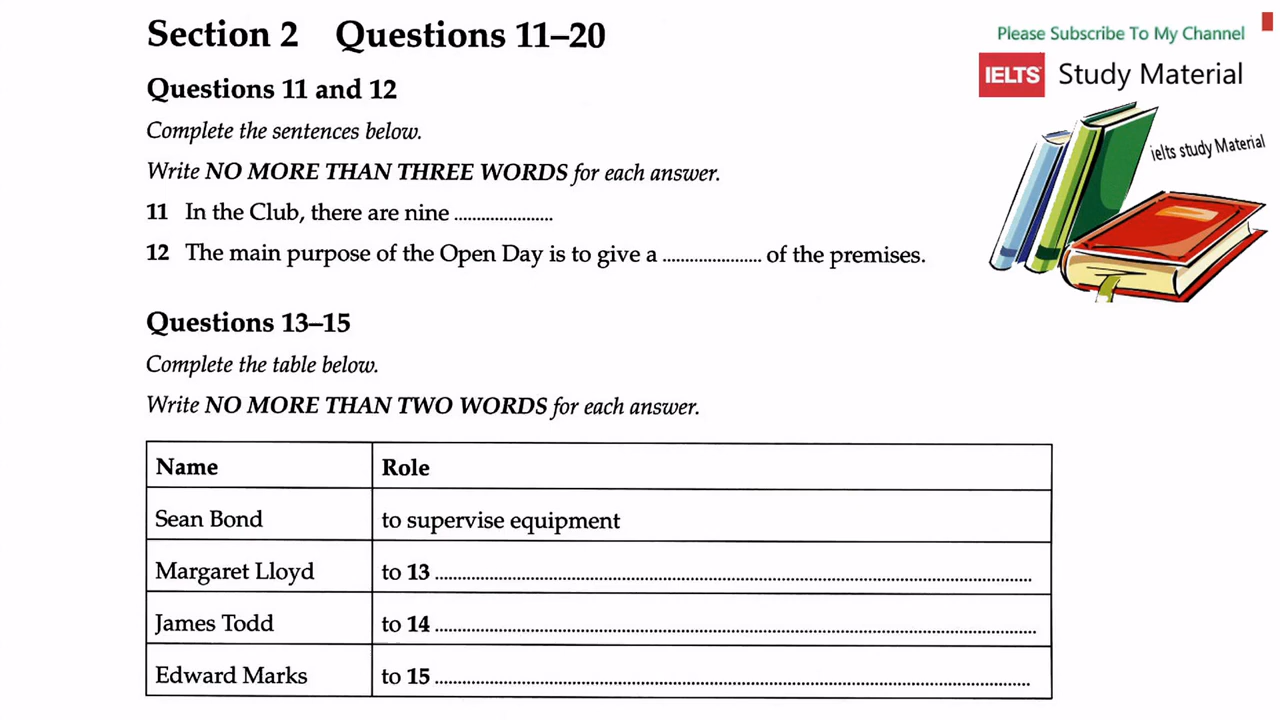 Section 2 Questions 11–20
Please Subscribe To My Channel
IELTS Study Material
ielts study Material
Questions 11 and 12
Complete the sentences below.
Write NO MORE THAN THREE WORDS for each answer.
11 In the Club, there are nine ......................
12 The main purpose of the Open Day is to give a ...................... of the premises.
Questions 13–15
Complete the table below.
Write NO MORE THAN TWO WORDS for each answer.
Name Role
Sean Bond to supervise equipment
Margaret Lloyd to 13 ......................
James Todd to 14 ......................
Edward Marks to 15 ......................